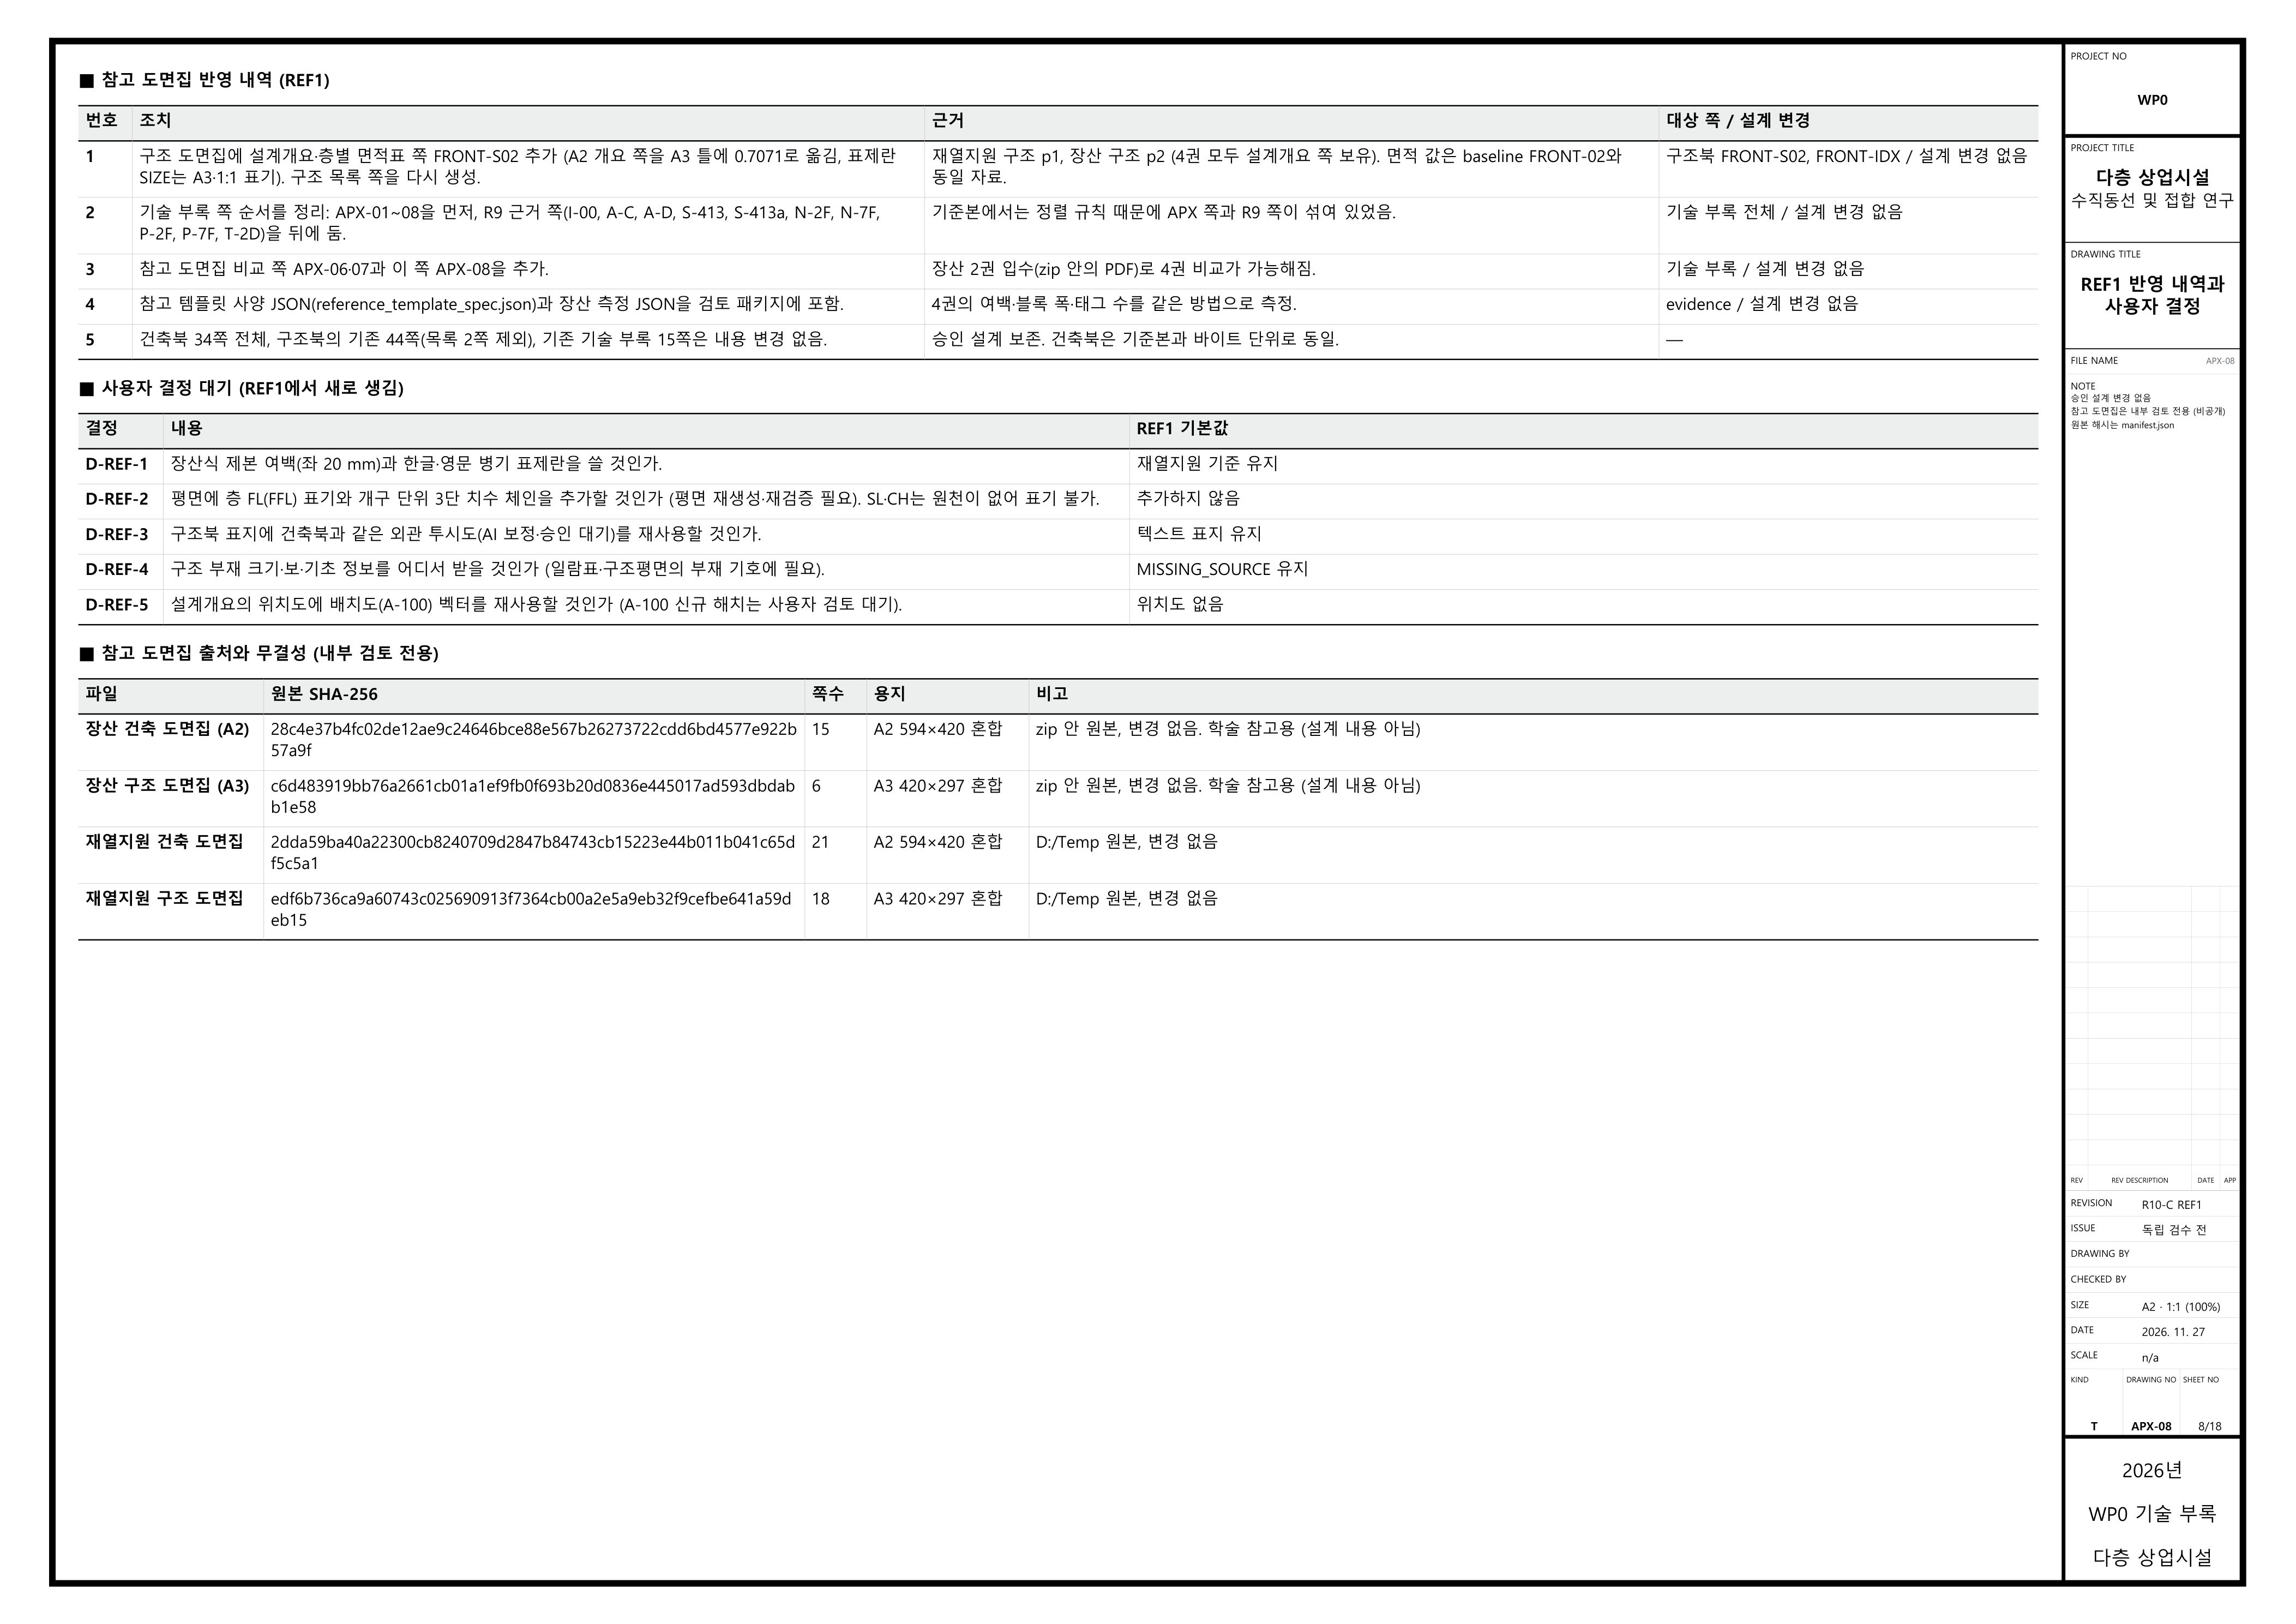 ■ 참고 도면집 반영 내역 (REF1)
번호 조치 근거 대상 쪽 / 설계 변경
1 구조 도면집에 설계개요·층별 면적표 쪽 FRONT-S02 추가 (A2 개요 쪽을 A3 틀에 0.7071로 옮김, 표제란 SIZE는 A3·1:1 표기). 구조 목록 쪽을 다시 생성. 재열지원 구조 p1, 장산 구조 p2 (4권 모두 설계개요 쪽 보유). 면적 값은 baseline FRONT-02와 동일 자료. 구조북 FRONT-S02, FRONT-IDX / 설계 변경 없음
2 기술 부록 쪽 순서를 정리: APX-01~08을 먼저, R9 근거 쪽(I-00, A-C, A-D, S-413, S-413a, N-2F, N-7F, P-2F, P-7F, T-2D)을 뒤에 둠. 기준본에서는 정렬 규칙 때문에 APX 쪽과 R9 쪽이 섞여 있었음. 기술 부록 전체 / 설계 변경 없음
3 참고 도면집 비교 쪽 APX-06·07과 이 쪽 APX-08을 추가. 장산 2권 입수(zip 안의 PDF)로 4권 비교가 가능해짐. 기술 부록 / 설계 변경 없음
4 참고 템플릿 사양 JSON(reference_template_spec.json)과 장산 측정 JSON을 검토 패키지에 포함. 4권의 여백·블록 폭·태그 수를 같은 방법으로 측정. evidence / 설계 변경 없음
5 건축북 34쪽 전체, 구조북의 기존 44쪽(목록 2쪽 제외), 기존 기술 부록 15쪽은 내용 변경 없음. 승인 설계 보존. 건축북은 기준본과 바이트 단위로 동일. —
■ 사용자 결정 대기 (REF1에서 새로 생김)
결정 내용 REF1 기본값
D-REF-1 장산식 제본 여백(좌 20 mm)과 한글·영문 병기 표제란을 쓸 것인가. 재열지원 기준 유지
D-REF-2 평면에 층 FL(FFL) 표기와 개구 단위 3단 치수 체인을 추가할 것인가 (평면 재생성·재검증 필요). SL·CH는 원천이 없어 표기 불가. 추가하지 않음
D-REF-3 구조북 표지에 건축북과 같은 외관 투시도(AI 보정·승인 대기)를 재사용할 것인가. 텍스트 표지 유지
D-REF-4 구조 부재 크기·보·기초 정보를 어디서 받을 것인가 (일람표·구조평면의 부재 기호에 필요). MISSING_SOURCE 유지
D-REF-5 설계개요의 위치도에 배치도(A-100) 벡터를 재사용할 것인가 (A-100 신규 해치는 사용자 검토 대기). 위치도 없음
■ 참고 도면집 출처와 무결성 (내부 검토 전용)
파일 원본 SHA-256 쪽수 용지 비고
장산 건축 도면집 (A2) 28c4e37b4fc02de12ae9c24646bce88e567b26273722cdd6bd4577e922b57a9f 15 A2 594×420 혼합 zip 안 원본, 변경 없음. 학술 참고용 (설계 내용 아님)
장산 구조 도면집 (A3) c6d483919bb76a2661cb01a1ef9fb0f693b20d0836e445017ad593dbdabb1e58 6 A3 420×297 혼합 zip 안 원본, 변경 없음. 학술 참고용 (설계 내용 아님)
재열지원 건축 도면집 2dda59ba40a22300cb8240709d2847b84743cb15223e44b011b041c65df5c5a1 21 A2 594×420 혼합 D:/Temp 원본, 변경 없음
재열지원 구조 도면집 edf6b736ca9a60743c025690913f7364cb00a2e5a9eb32f9cefbe641a59deb15 18 A3 420×297 혼합 D:/Temp 원본, 변경 없음
PROJECT NO
WP0
PROJECT TITLE
다층 상업시설
수직동선 및 접합 연구
DRAWING TITLE
REF1 반영 내역과
사용자 결정
FILE NAME APX-08
NOTE
승인 설계 변경 없음
참고 도면집은 내부 검토 전용 (비공개)
원본 해시는 manifest.json
REV REV DESCRIPTION DATE APP
REVISION R10-C REF1
ISSUE 독립 검수 전
DRAWING BY
CHECKED BY
SIZE A2 · 1:1 (100%)
DATE 2026. 11. 27
SCALE n/a
KIND DRAWING NO SHEET NO
T APX-08 8/18
2026년
WP0 기술 부록
다층 상업시설